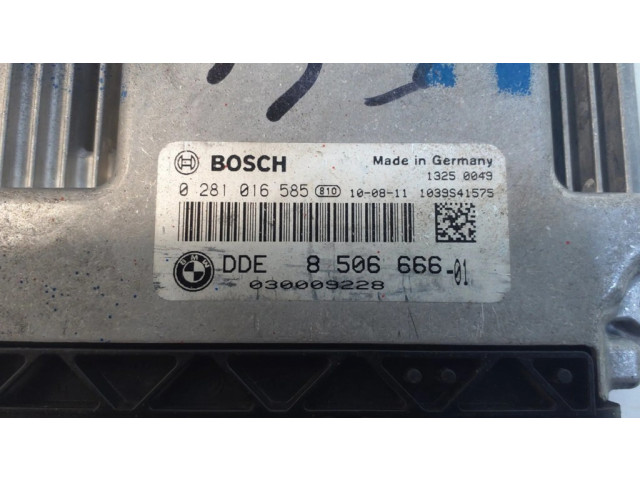 BOSCH Made in Germany
1325 0049
0 281 016 585 810 10-08-11 1039S41575
BMW DDE 8 506 666-01
030009228